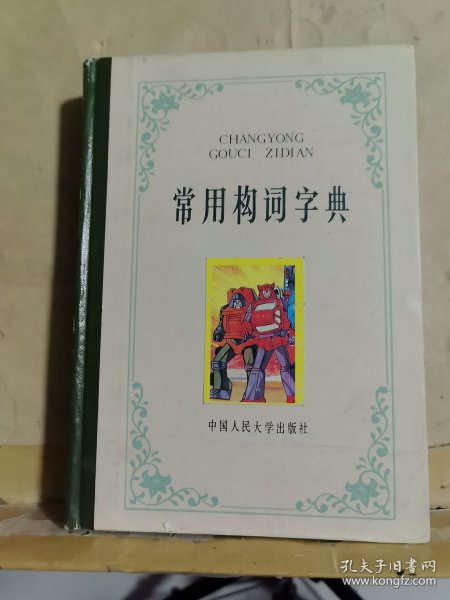 CHANGYONG
GOUCI ZIDIAN
常用构词字典
中国人民大学出版社
孔夫子旧书网
www.kongfz.com